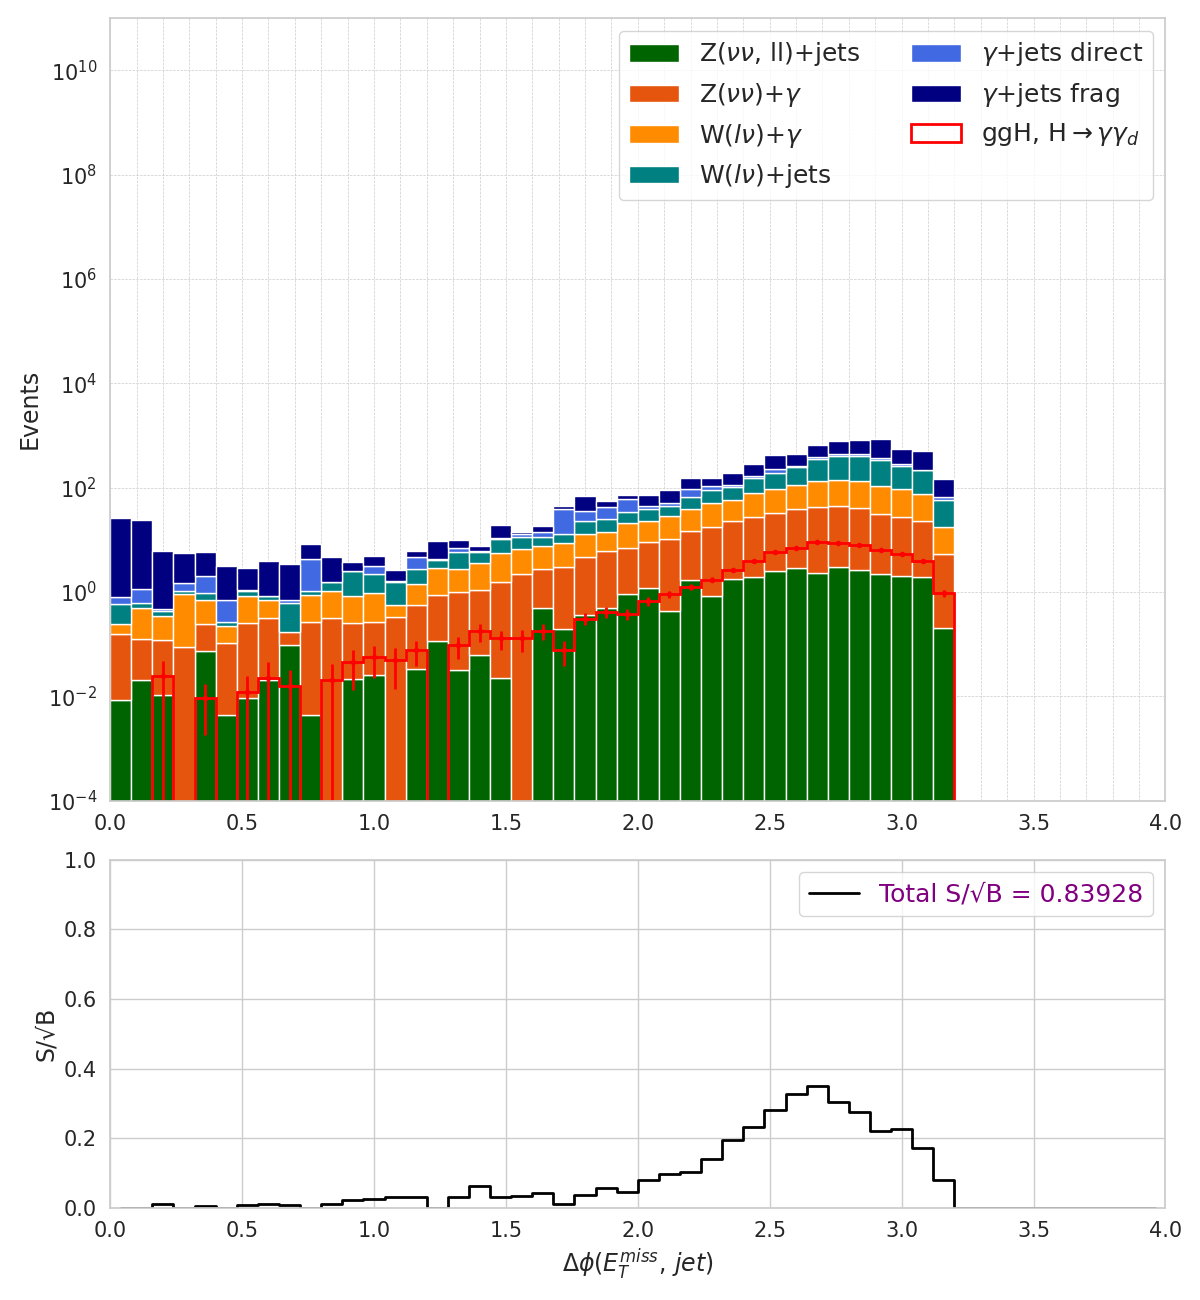 Z(νν, ll)+jets
Z(νν)+γ
W(lν)+γ
W(lν)+jets
γ+jets direct
γ+jets frag
ggH, H→γγ_d
Events
10^10
10^8
10^6
10^4
10^2
10^0
10^−2
10^−4
0.0 0.5 1.0 1.5 2.0 2.5 3.0 3.5 4.0
Total S/√B = 0.83928
S/√B
1.0
0.8
0.6
0.4
0.2
0.0
0.0 0.5 1.0 1.5 2.0 2.5 3.0 3.5 4.0
Δϕ(E_T^miss, jet)